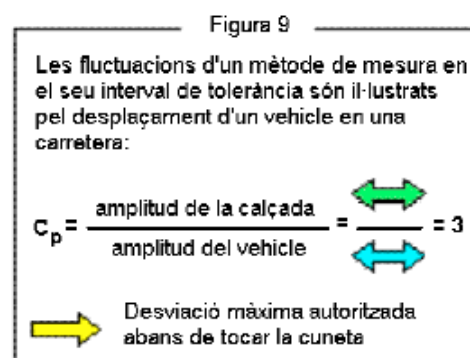 Figura 9
Les fluctuacions d'un mètode de mesura en
el seu interval de tolerància són il·lustrats
pel desplaçament d'un vehicle en una
carretera:
Cp = amplitud de la calçada / amplitud del vehicle = = 3
Desviació màxima autoritzada
abans de tocar la cuneta